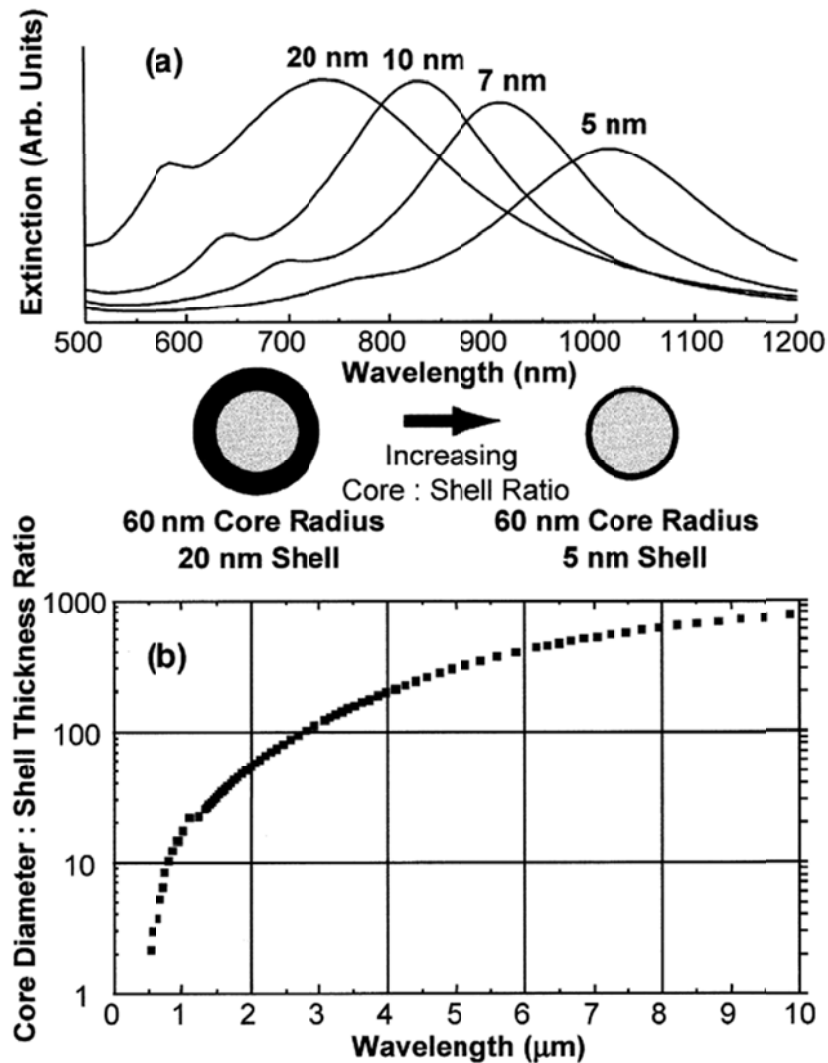 (a)
20 nm 10 nm 7 nm 5 nm
Extinction (Arb. Units)
500 600 700 800 900 1000 1100 1200
Wavelength (nm)
Increasing
Core : Shell Ratio
60 nm Core Radius
20 nm Shell
60 nm Core Radius
5 nm Shell
Core Diameter : Shell Thickness Ratio
1000
100
10
1
(b)
0 1 2 3 4 5 6 7 8 9 10
Wavelength (μm)